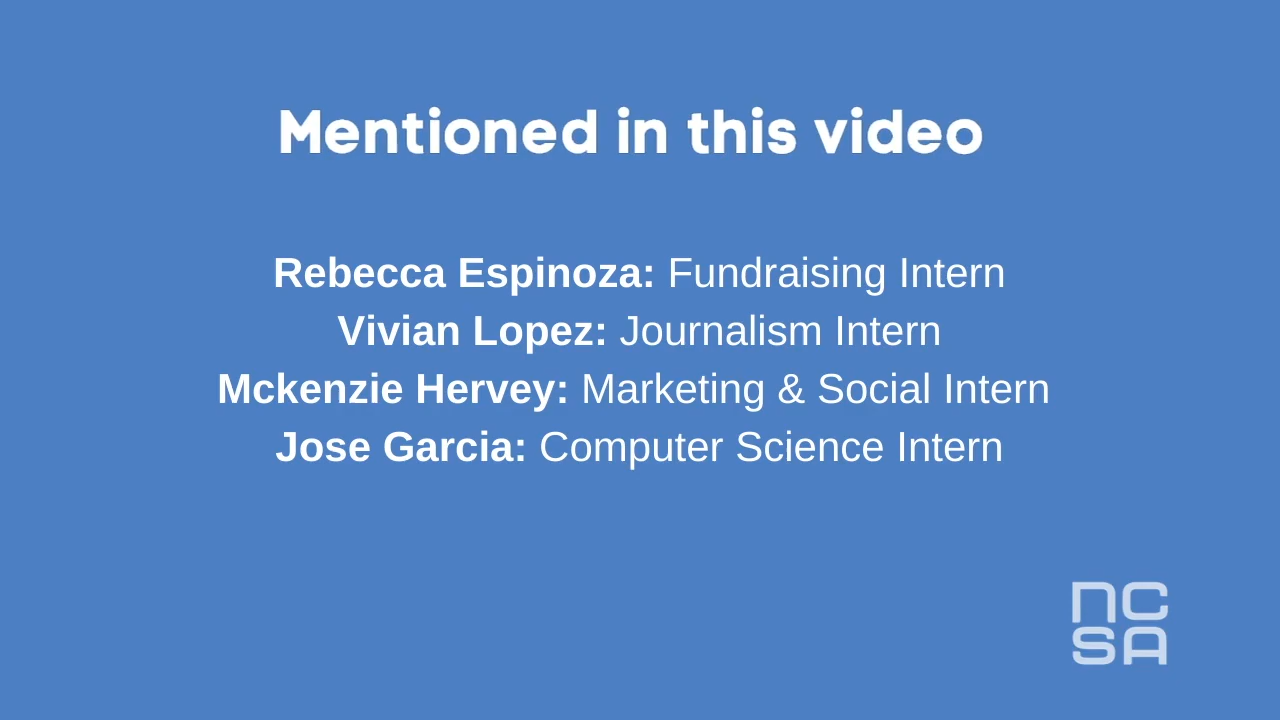 Mentioned in this video
Rebecca Espinoza: Fundraising Intern
Vivian Lopez: Journalism Intern
Mckenzie Hervey: Marketing & Social Intern
Jose Garcia: Computer Science Intern
NC
SA